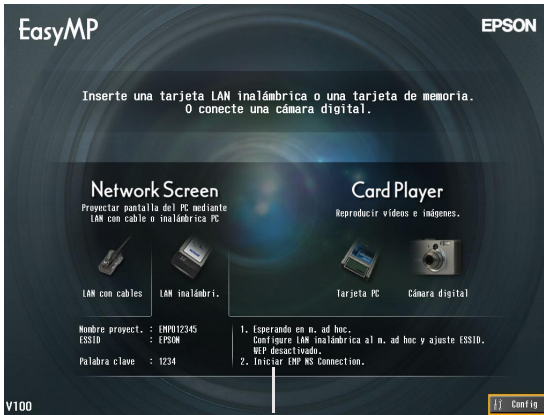 EasyMP
EPSON
Inserte una tarjeta LAN inalámbrica o una tarjeta de memoria.
O conecte una cámara digital.
Network Screen
Proyectar pantalla del PC mediante
LAN con cable o inalámbrica PC
LAN con cables
LAN inalámbri.
Card Player
Reproducir vídeos e imágenes.
Tarjeta PC
Cámara digital
Nombre proyect. : EMPD12345
ESSID : EPSON
Palabra clave : 1234
1. Esperando en m. ad hoc.
Configure LAN inalámbrica al m. ad hoc y ajuste ESSID.
WEP desactivado.
2. Iniciar EMP NS Connection.
V100
Config